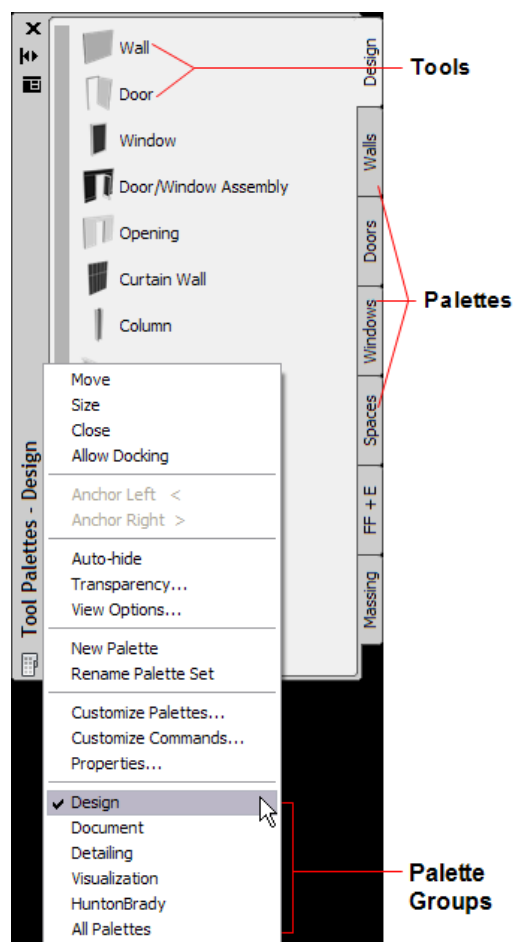 Wall
Door
Window
Door/Window Assembly
Opening
Curtain Wall
Column
Design
Walls
Doors
Windows
Spaces
FF + E
Massing
Tools
Palettes
Tool Palettes - Design
Move
Size
Close
Allow Docking
Anchor Left <
Anchor Right >
Auto-hide
Transparency...
View Options...
New Palette
Rename Palette Set
Customize Palettes...
Customize Commands...
Properties...
Design
Document
Detailing
Visualization
HuntonBrady
All Palettes
Palette
Groups